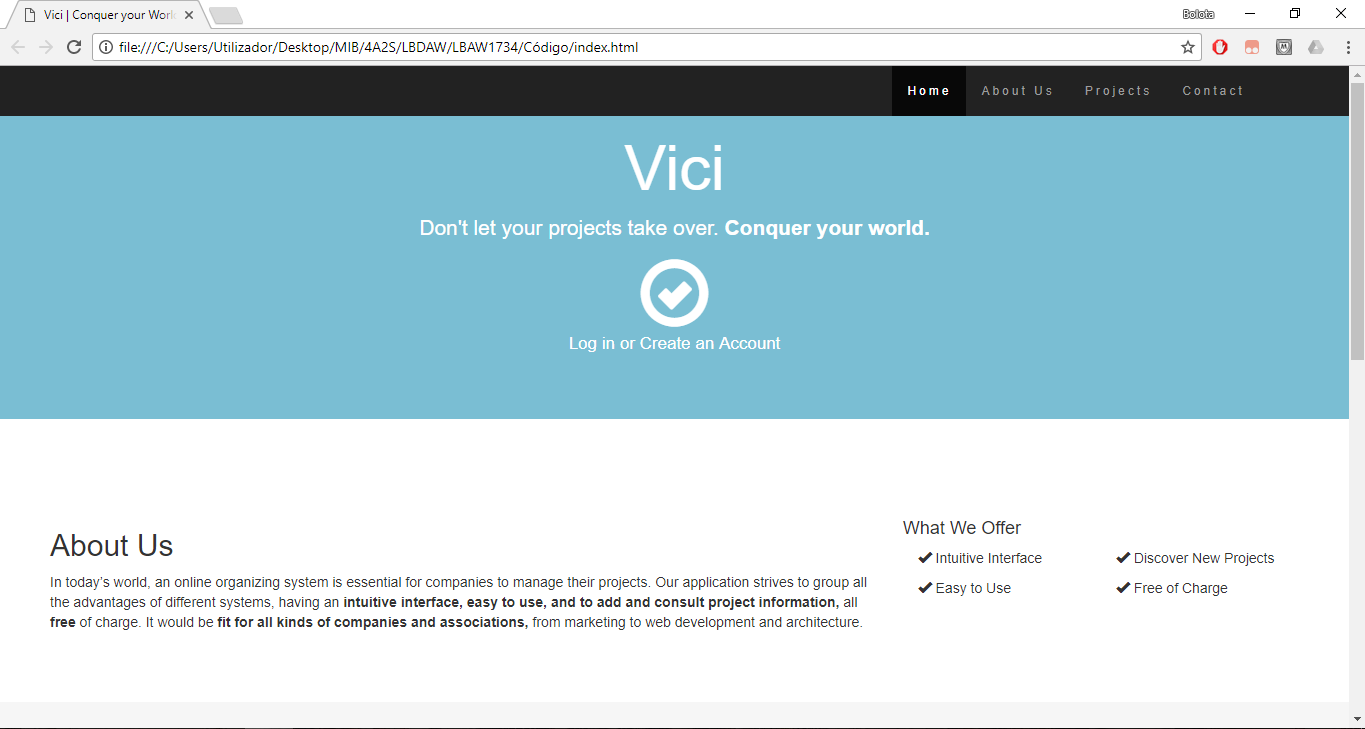 Vici | Conquer your Worl
Bolota
file:///C:/Users/Utilizador/Desktop/MIB/4A2S/LBDAW/LBAW1734/Código/index.html
Home About Us Projects Contact
Vici
Don't let your projects take over. Conquer your world.
Log in or Create an Account
About Us
In today's world, an online organizing system is essential for companies to manage their projects. Our application strives to group all
the advantages of different systems, having an intuitive interface, easy to use, and to add and consult project information, all
free of charge. It would be fit for all kinds of companies and associations, from marketing to web development and architecture.
What We Offer
Intuitive Interface Discover New Projects
Easy to Use Free of Charge